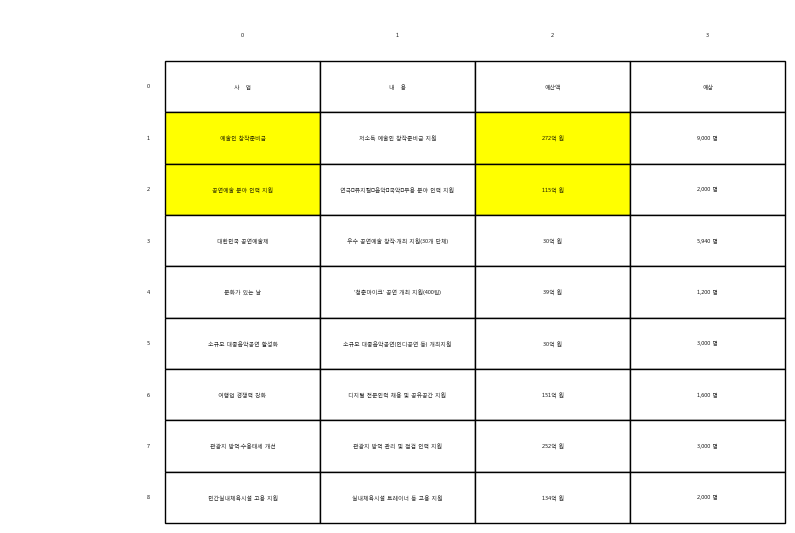 0 1 2 3
0 사 업 내 용 예산액 예상
1 예술인 창작준비금 저소득 예술인 창작준비금 지원 272억 원 9,000 명
2 공연예술 분야 인력 지원 연극□뮤지컬□음악□국악□무용 분야 인력 지원 115억 원 2,000 명
3 대한민국 공연예술제 우수 공연예술 창작·개최 지원(30개 단체) 30억 원 5,940 명
4 문화가 있는 날 '청춘마이크' 공연 개최 지원(400팀) 39억 원 1,200 명
5 소규모 대중음악공연 활성화 소규모 대중음악공연(인디공연 등) 개최지원 30억 원 3,000 명
6 여행업 경쟁력 강화 디지털 전문인력 채용 및 공유공간 지원 151억 원 1,600 명
7 관광지 방역·수용태세 개선 관광지 방역 관리 및 점검 인력 지원 252억 원 3,000 명
8 민간실내체육시설 고용 지원 실내체육시설 트레이너 등 고용 지원 134억 원 2,000 명